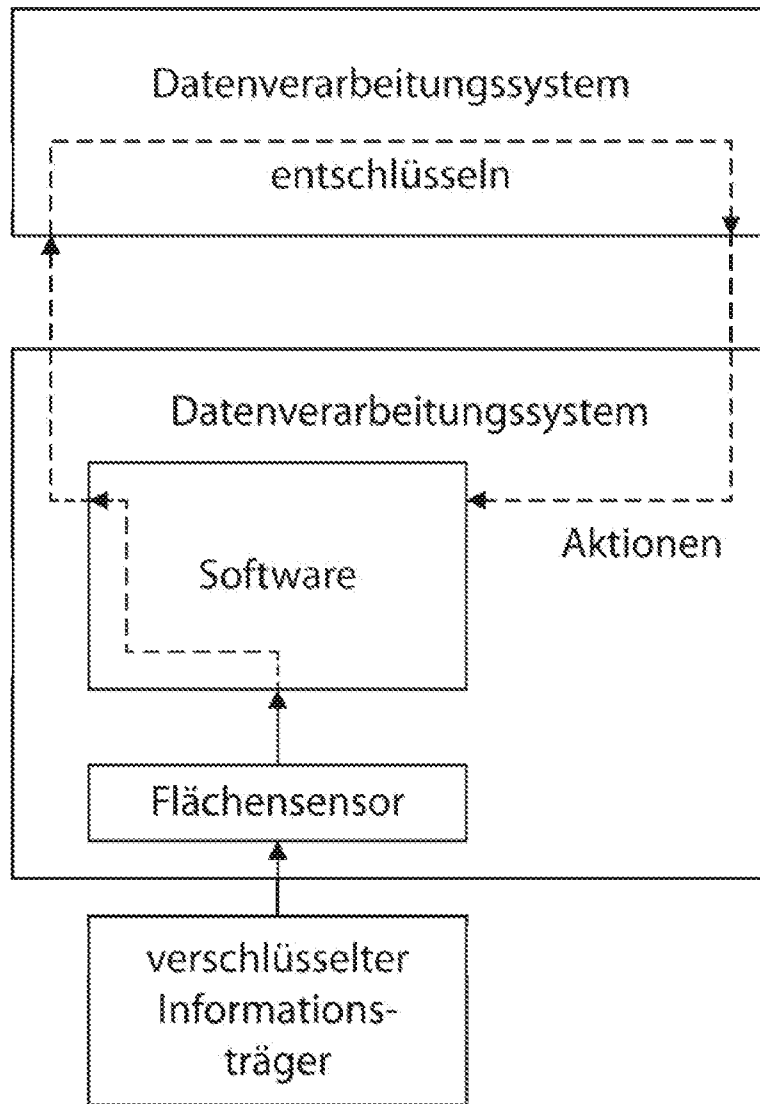 Datenverarbeitungssystem
entschlüsseln
Datenverarbeitungssystem
Aktionen
Software
Flächensensor
verschlüsselter
Informations-
träger